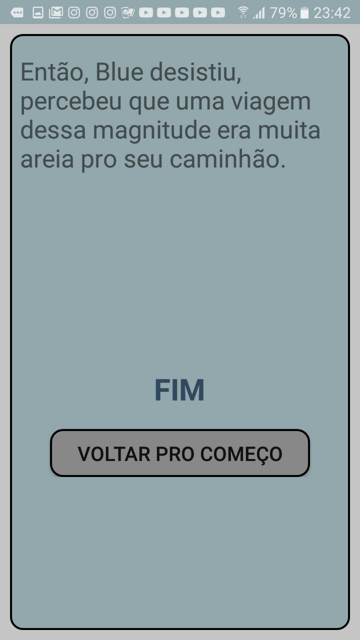 79% 23:42
Então, Blue desistiu,
percebeu que uma viagem
dessa magnitude era muita
areia pro seu caminhão.
FIM
VOLTAR PRO COMEÇO